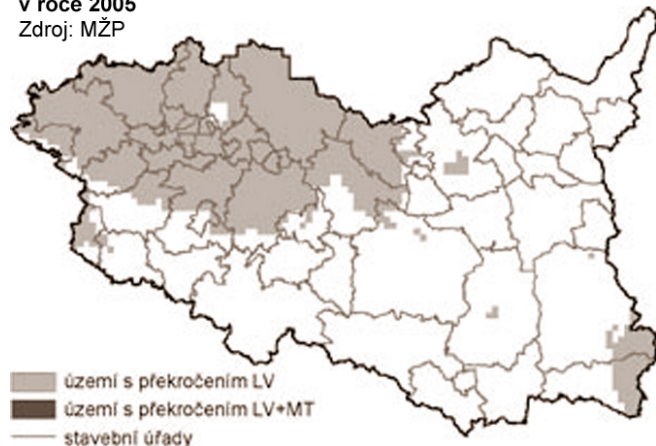 v roce 2005
Zdroj: MŽP
území s překročením LV
území s překročením LV+MT
stavební úřady